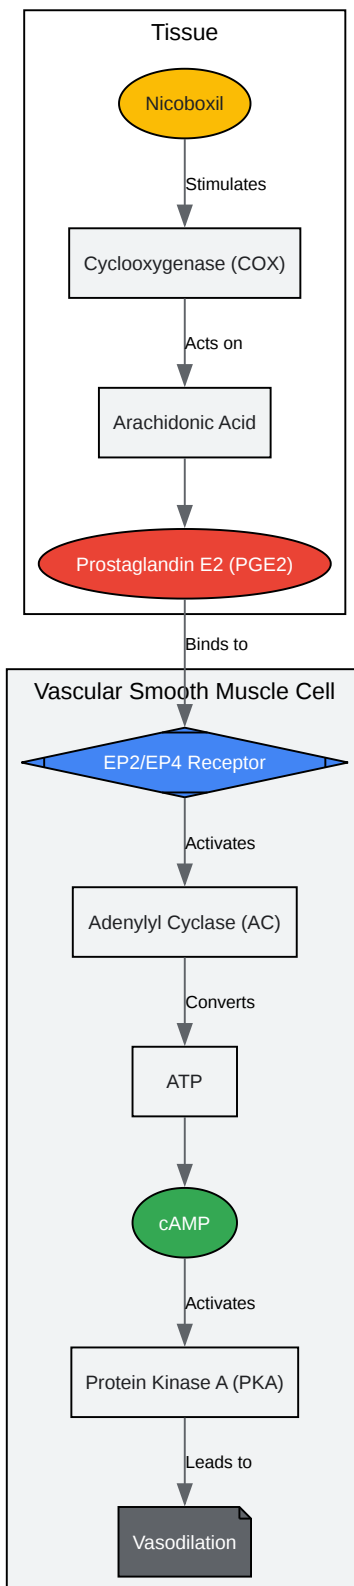 Tissue
Nicoboxil
Stimulates
Cyclooxygenase (COX)
Acts on
Arachidonic Acid
Prostaglandin E2 (PGE2)
Binds to
Vascular Smooth Muscle Cell
EP2/EP4 Receptor
Activates
Adenylyl Cyclase (AC)
Converts
ATP
cAMP
Activates
Protein Kinase A (PKA)
Leads to
Vasodilation